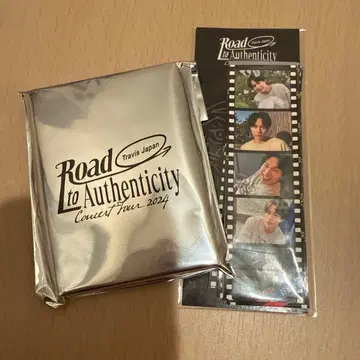 Travis Japan
Road
to Authenticity
Concert Tour 2024
Travis Japan
Road
to Authenticity